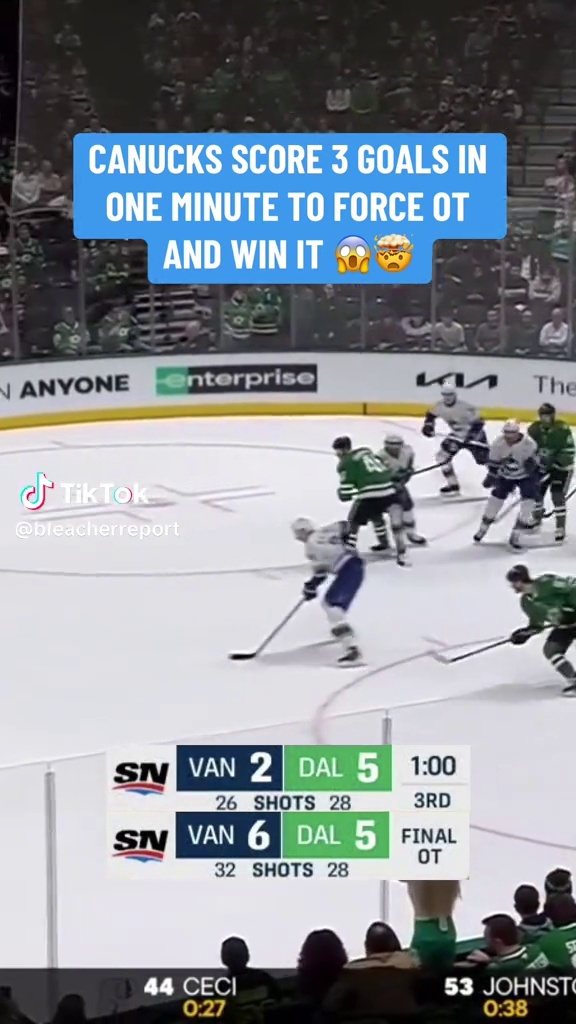 CANUCKS SCORE 3 GOALS IN
ONE MINUTE TO FORCE OT
AND WIN IT 😱🤯
N ANYONE
enterprise
KIA
The
TikTok
@bleacherreport
SN VAN 2 DAL 5 1:00
26 SHOTS 28 3RD
SN VAN 6 DAL 5 FINAL
OT
32 SHOTS 28
44 CECI 53 JOHNSTO
0:27 0:38